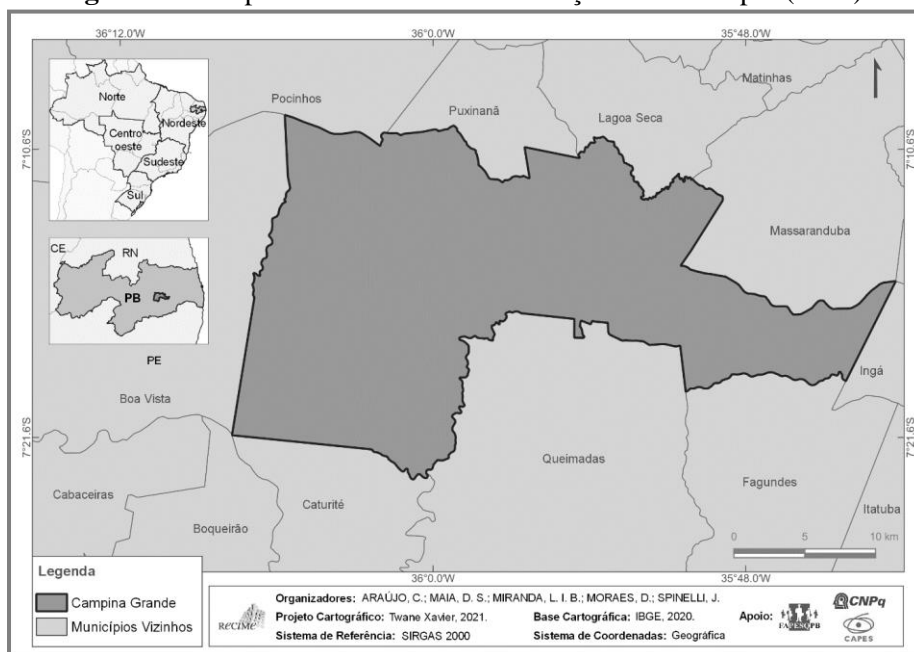 36°12.0'W 36°0.0'W 35°48.0'W
7°10.6'S 7°10.6'S
7°21.6'S 7°21.6'S
Norte
Nordeste
Centro
oeste
Sudeste
Sul
CE
RN
PB
PE
Pocinhos
Puxinanã
Lagoa Seca
Matinhas
Massaranduba
Ingá
Boa Vista
Cabaceiras
Boqueirão
Caturité
Queimadas
Fagundes
Itatuba
0 5 10 km
36°0.0'W 35°48.0'W
Legenda
Campina Grande
Municípios Vizinhos
ReCiMe
Organizadores: ARAÚJO, C.; MAIA, D. S.; MIRANDA, L. I. B.; MORAES, D.; SPINELLI, J.
Projeto Cartográfico: Twane Xavier, 2021. Base Cartográfica: IBGE, 2020.
Sistema de Referência: SIRGAS 2000 Sistema de Coordenadas: Geográfica
Apoio:
FAPESQPB
CNPq
CAPES